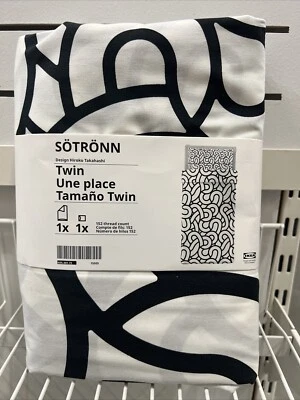 SÖTRÖNN
Design Hiroko Takahashi
Twin
Une place
Tamaño Twin
1x 1x
152 thread count
Compte de fils, 152
Número de hilos 152
IKEA